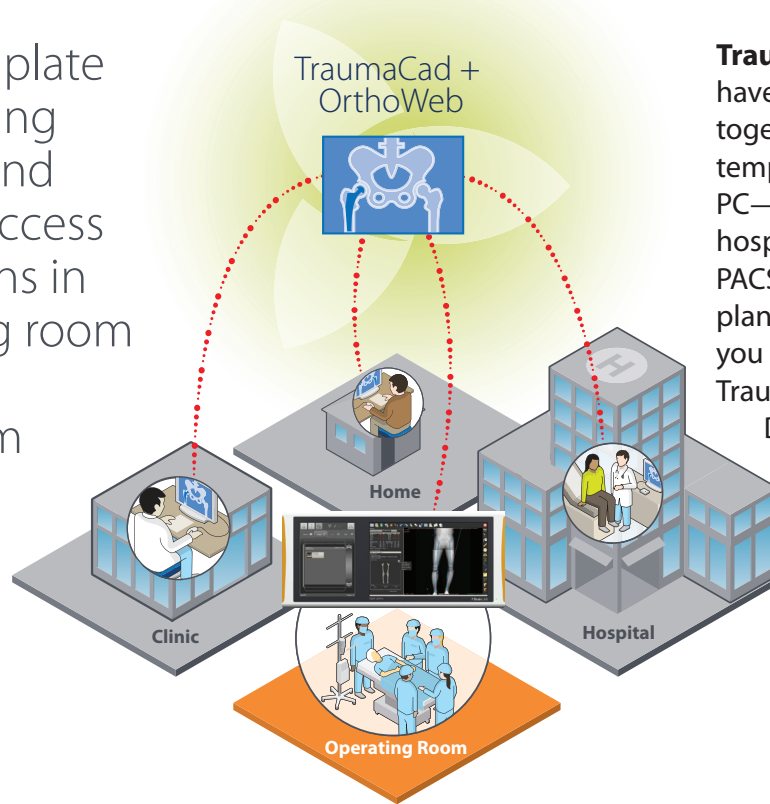 plate
ng
nd
ccess
ns in
g room
m
TraumaCad +
OrthoWeb
Trau
have
toge
temp
PC—
hosp
PACS
plan
you
Trau
D
H
Home
Clinic
Hospital
Operating Room